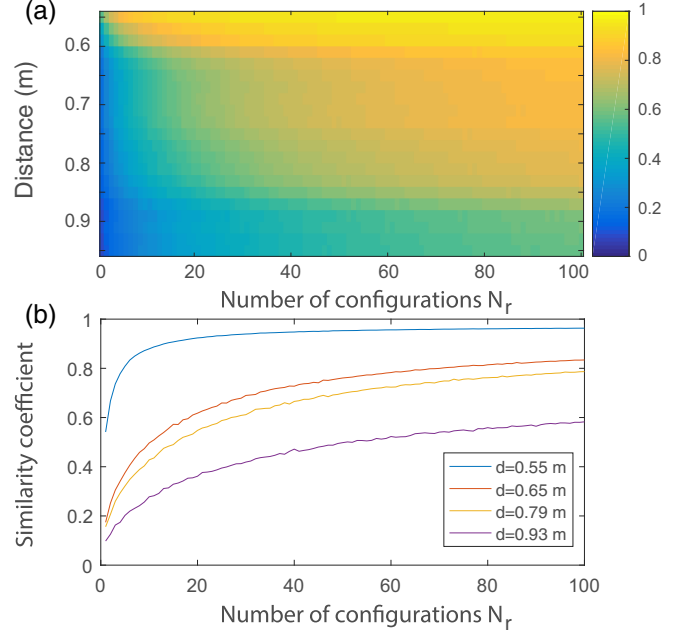 (a)
Distance (m)
0.6
0.7
0.8
0.9
0
20
40
60
80
100
Number of configurations Nr
1
0.8
0.6
0.4
0.2
0
(b)
Similarity coefficient
1
0.8
0.6
0.4
0.2
0
d=0.55 m
d=0.65 m
d=0.79 m
d=0.93 m
0
20
40
60
80
100
Number of configurations Nr